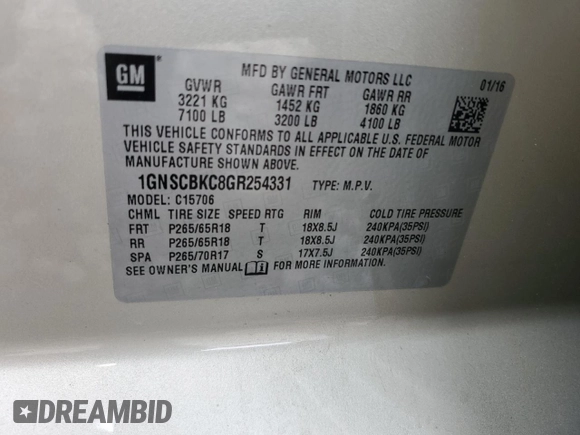 GM
MFD BY GENERAL MOTORS LLC
01/16
GVWR GAWR FRT GAWR RR
3221 KG 1452 KG 1860 KG
7100 LB 3200 LB 4100 LB
THIS VEHICLE CONFORMS TO ALL APPLICABLE U.S. FEDERAL MOTOR
VEHICLE SAFETY STANDARDS IN EFFECT ON THE DATE OF
MANUFACTURE SHOWN ABOVE.
1GNSCBKC8GR254331 TYPE: M.P.V.
MODEL: C15706
CHML TIRE SIZE SPEED RTG RIM COLD TIRE PRESSURE
FRT P265/65R18 T 18X8.5J 240KPA(35PSI)
RR P265/65R18 T 18X8.5J 240KPA(35PSI)
SPA P265/70R17 S 17X7.5J 240KPA(35PSI)
SEE OWNER'S MANUAL FOR MORE INFORMATION.
DREAMBID